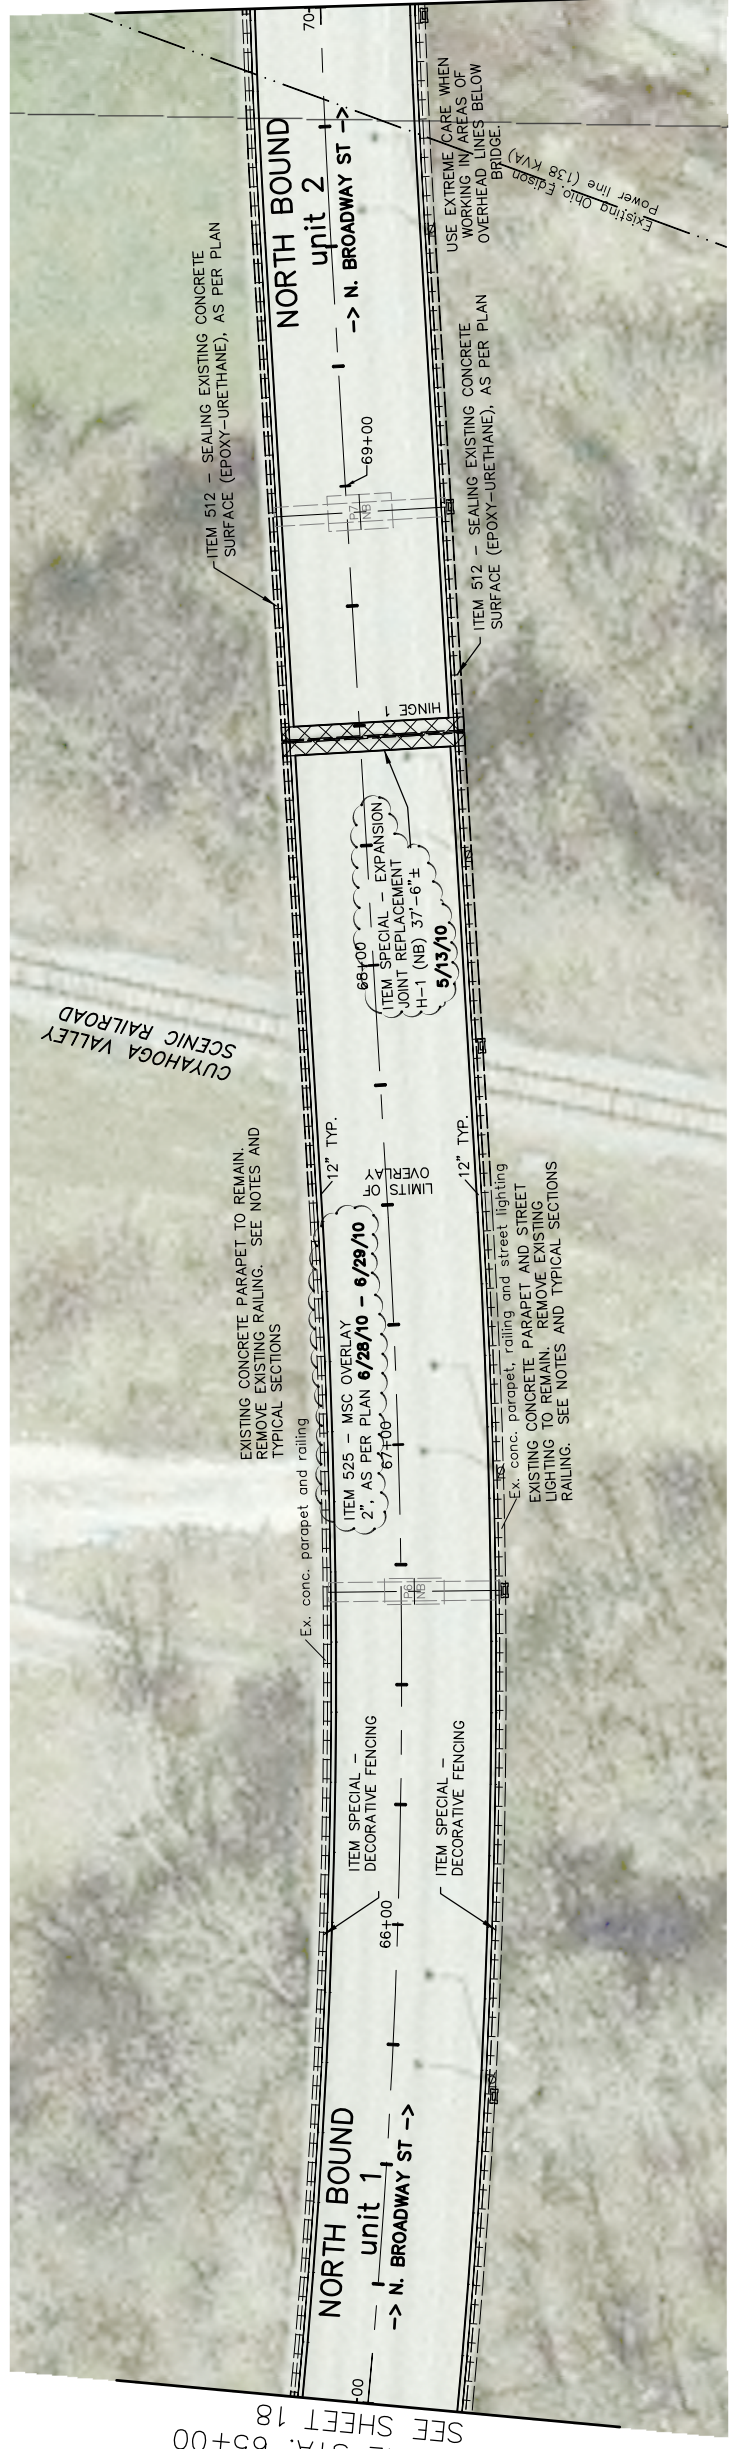 70
NORTH BOUND
unit 2
-> N. BROADWAY ST ->
USE EXTREME CARE WHEN
WORKING IN AREAS OF
OVERHEAD LINES BELOW
BRIDGE.
Existing Ohio Edison
Power line (138 KVA)
ITEM 512 - SEALING EXISTING CONCRETE
SURFACE (EPOXY-URETHANE), AS PER PLAN
ITEM 512 - SEALING EXISTING CONCRETE
SURFACE (EPOXY-URETHANE), AS PER PLAN
69+00
P7
NB
HINGE 1
ITEM SPECIAL - EXPANSION
JOINT REPLACEMENT
H-1 (NB) 37'-6"±
5/13/10
68+00
CUYAHOGA VALLEY
SCENIC RAILROAD
12" TYP.
12" TYP.
LIMITS OF
OVERLAY
EXISTING CONCRETE PARAPET TO REMAIN.
REMOVE EXISTING RAILING. SEE NOTES AND
TYPICAL SECTIONS
ITEM 525 - MSC OVERLAY
2", AS PER PLAN 6/28/10 - 6/29/10
67+00
Ex. conc. parapet, railing and street lighting
EXISTING CONCRETE PARAPET AND STREET
LIGHTING TO REMAIN. REMOVE EXISTING
RAILING. SEE NOTES AND TYPICAL SECTIONS
Ex. conc. parapet and railing
P6
NB
ITEM SPECIAL -
DECORATIVE FENCING
ITEM SPECIAL -
DECORATIVE FENCING
66+00
NORTH BOUND
unit 1
-> N. BROADWAY ST ->
+00
STA. 65+00
SEE SHEET 18